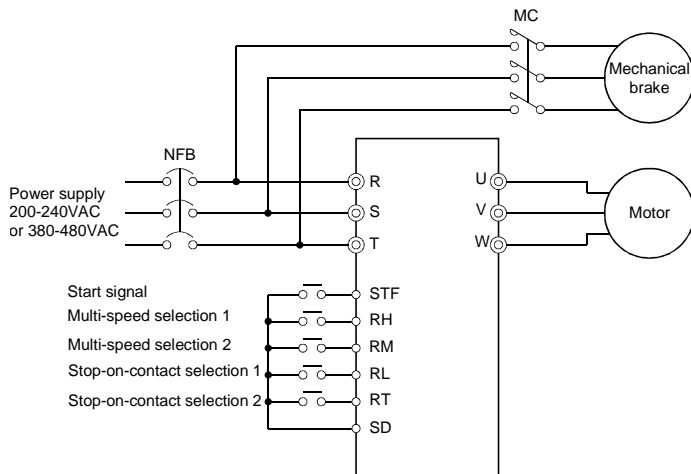 MC
Mechanical
brake
NFB
Power supply
200-240VAC
or 380-480VAC
R
S
T
U
V
W
Motor
Start signal
STF
Multi-speed selection 1
RH
Multi-speed selection 2
RM
Stop-on-contact selection 1
RL
Stop-on-contact selection 2
RT
SD